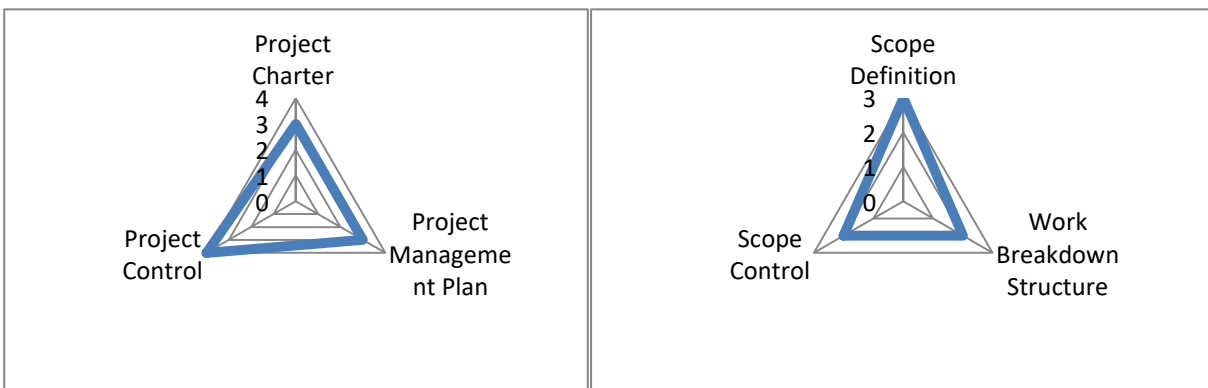 Project
Charter
4
3
2
1
0
Project
Manageme
nt Plan
Project
Control
Scope
Definition
3
2
1
0
Work
Breakdown
Structure
Scope
Control